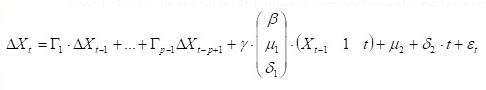 ΔX_t = Γ_1 · ΔX_{t-1} + ... + Γ_{p-1}ΔX_{t-p+1} + γ · (β μ_1 δ_1) · (X_{t-1} 1 t) + μ_2 + δ_2 · t + ε_t